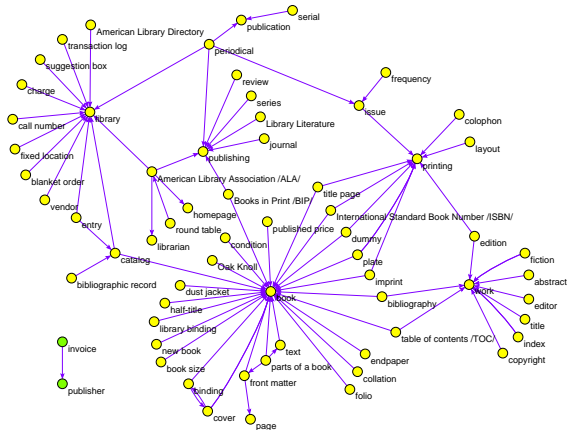 serial
publication
American Library Directory
transaction log
periodical
suggestion box
review
frequency
charge
series
library
issue
colophon
call number
Library Literature
journal
layout
fixed location
publishing
printing
blanket order
American Library Association /ALA/
title page
vendor
Books in Print /BIP/
homepage
International Standard Book Number /ISBN/
entry
round table
published price
librarian
condition
dummy
edition
catalog
plate
fiction
Oak Knoll
bibliographic record
imprint
abstract
dust jacket
book
bibliography
work
half-title
editor
library binding
title
new book
text
table of contents /TOC/
index
invoice
book size
parts of a book
endpaper
copyright
binding
front matter
collation
publisher
folio
cover
page